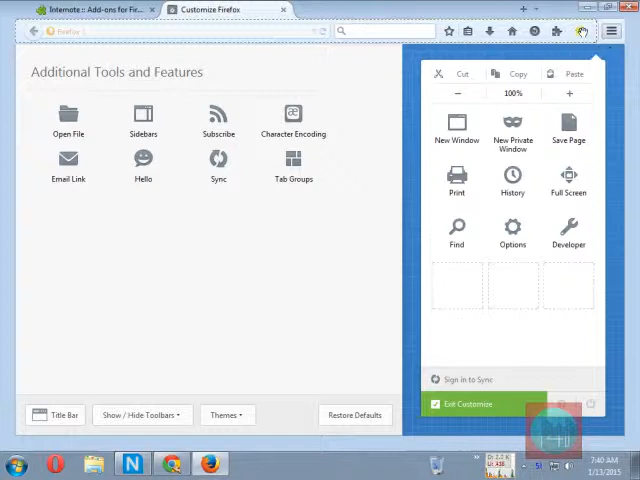 Internote :: Add-ons for Fir...
Customize Firefox
Firefox
Additional Tools and Features
Open File
Sidebars
Subscribe
Character Encoding
Email Link
Hello
Sync
Tab Groups
Cut
Copy
Paste
100%
New Window
New Private Window
Save Page
Print
History
Full Screen
Find
Options
Developer
Sign in to Sync
Exit Customize
Title Bar
Show / Hide Toolbars
Themes
Restore Defaults
7:40 AM
1/13/2015